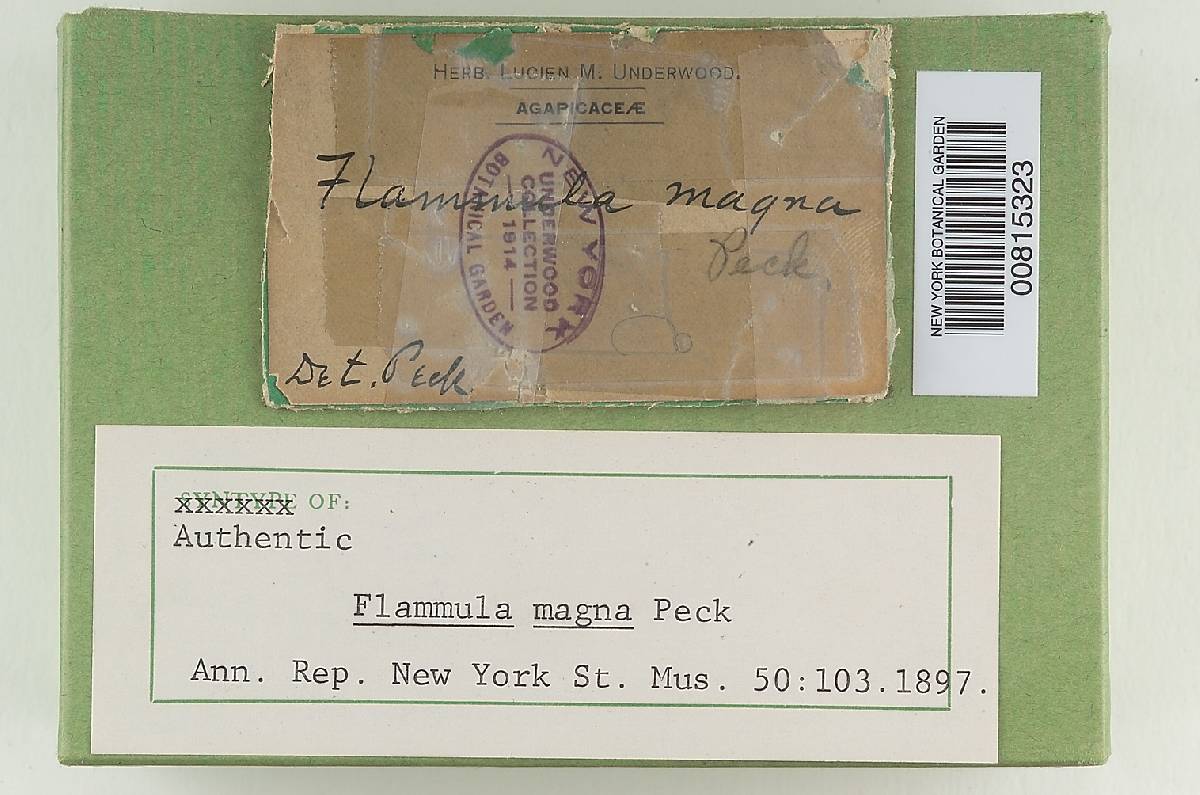 HERB. LUCIEN M. UNDERWOOD.
AGARICACEÆ
Flammula magna
Peck.
Det. Peck
NEW YORK
BOTANICAL GARDEN
UNDERWOOD
COLLECTION
— 1914 —
NEW YORK BOTANICAL GARDEN
00815323
SYNTYPE OF:
xxxxxx
Authentic
Flammula magna Peck
Ann. Rep. New York St. Mus. 50:103.1897.